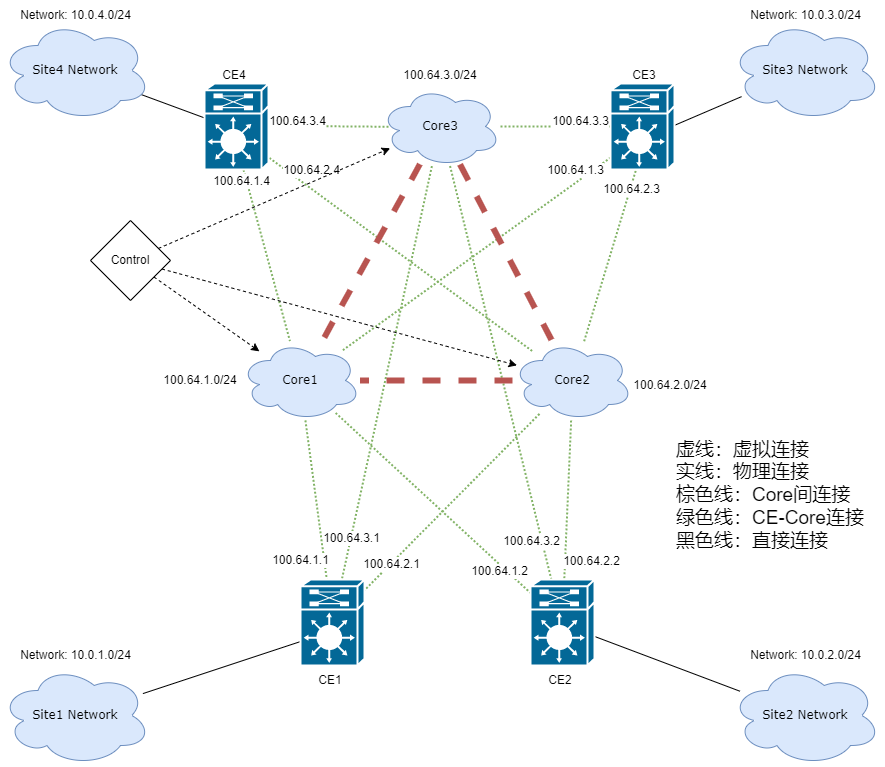 Network: 10.0.4.0/24
Network: 10.0.3.0/24
Site4 Network
CE4
100.64.3.0/24
CE3
Site3 Network
100.64.3.4
Core3
100.64.3.3
100.64.2.4
100.64.1.3
100.64.1.4
100.64.2.3
Control
100.64.1.0/24
Core1
Core2
100.64.2.0/24
虚线：虚拟连接
实线：物理连接
棕色线：Core间连接
绿色线：CE-Core连接
黑色线：直接连接
100.64.3.1
100.64.3.2
100.64.1.1
100.64.2.1
100.64.1.2
100.64.2.2
Network: 10.0.1.0/24
CE1
CE2
Network: 10.0.2.0/24
Site1 Network
Site2 Network